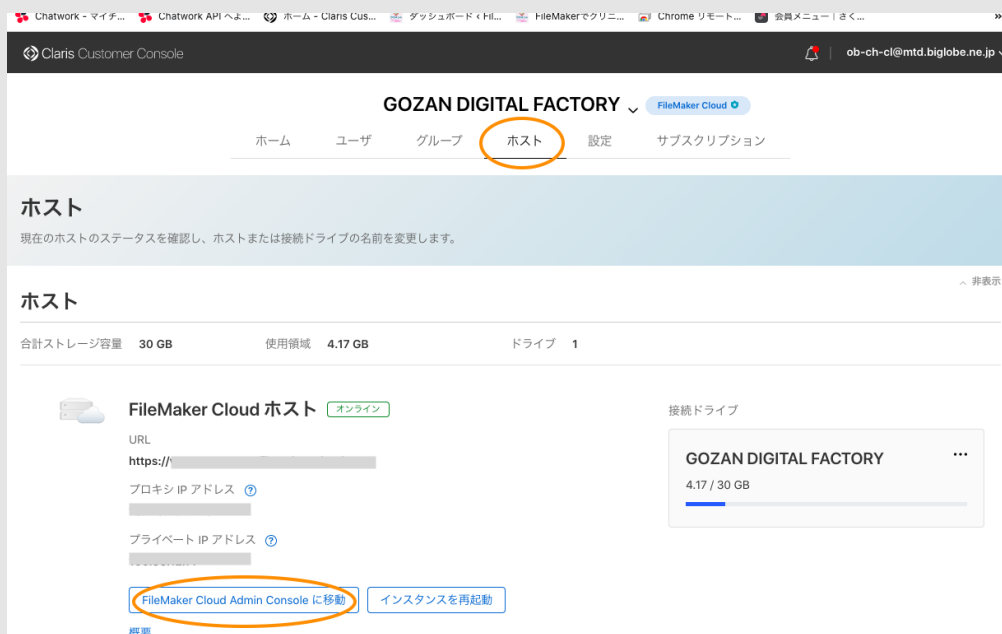 Chatwork - マイチ... Chatwork API へよ... ホーム - Claris Cus... ダッシュボード ‹ Fil... FileMakerでクリニ... Chrome リモート... 会員メニュー | さく... »
Claris Customer Console ob-ch-cl@mtd.biglobe.ne.jp
GOZAN DIGITAL FACTORY FileMaker Cloud
ホーム ユーザ グループ ホスト 設定 サブスクリプション
ホスト
現在のホストのステータスを確認し、ホストまたは接続ドライブの名前を変更します。
非表示
ホスト
合計ストレージ容量 30 GB 使用領域 4.17 GB ドライブ 1
FileMaker Cloud ホスト オンライン
接続ドライブ
URL
https://
GOZAN DIGITAL FACTORY ...
4.17 / 30 GB
プロキシ IP アドレス ?
プライベート IP アドレス ?
FileMaker Cloud Admin Console に移動 インスタンスを再起動
概要